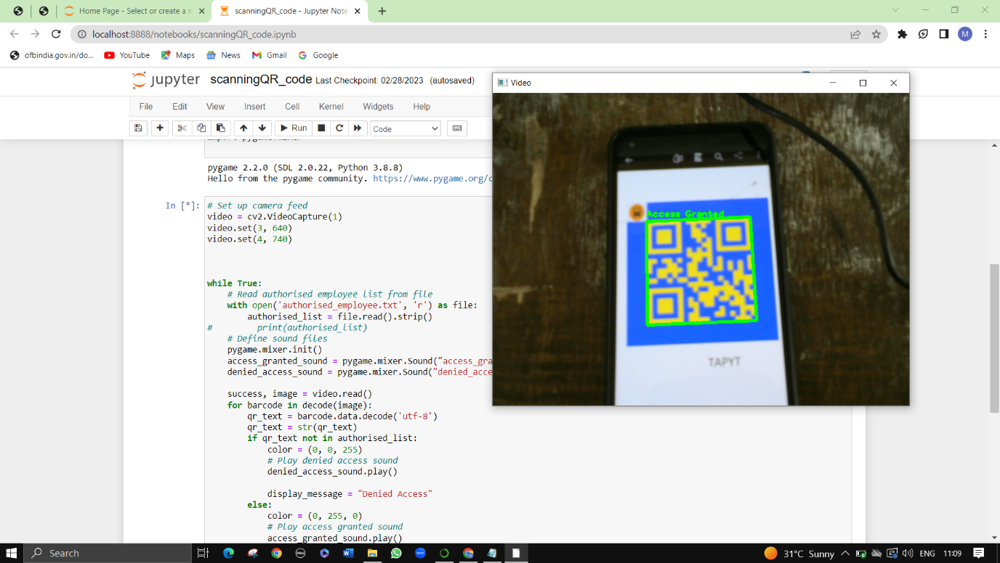 Home Page - Select or create a n
scanningQR_code - Jupyter Note
localhost:8888/notebooks/scanningQR_code.ipynb
M
ofbindia.gov.in/do...
YouTube
Maps
News
Gmail
Google
jupyter scanningQR_code Last Checkpoint: 02/28/2023 (autosaved)
File Edit View Insert Cell Kernel Widgets Help
Run
Code
pygame 2.2.0 (SDL 2.0.22, Python 3.8.8)
Hello from the pygame community. https://www.pygame.org/c
In [*]:
# Set up camera feed
video = cv2.VideoCapture(1)
video.set(3, 640)
video.set(4, 740)
while True:
# Read authorised employee list from file
with open('authorised_employee.txt', 'r') as file:
authorised_list = file.read().strip()
# print(authorised_list)
# Define sound files
pygame.mixer.init()
access_granted_sound = pygame.mixer.Sound("access_gra
denied_access_sound = pygame.mixer.Sound("denied_acce
success, image = video.read()
for barcode in decode(image):
qr_text = barcode.data.decode('utf-8')
qr_text = str(qr_text)
if qr_text not in authorised_list:
color = (0, 0, 255)
# Play denied access sound
denied_access_sound.play()
display_message = "Denied Access"
else:
color = (0, 255, 0)
# Play access granted sound
access_granted_sound.play()
Video
Access Granted
TAPYT
Search
DELL
zoom
31°C Sunny
ENG
11:09